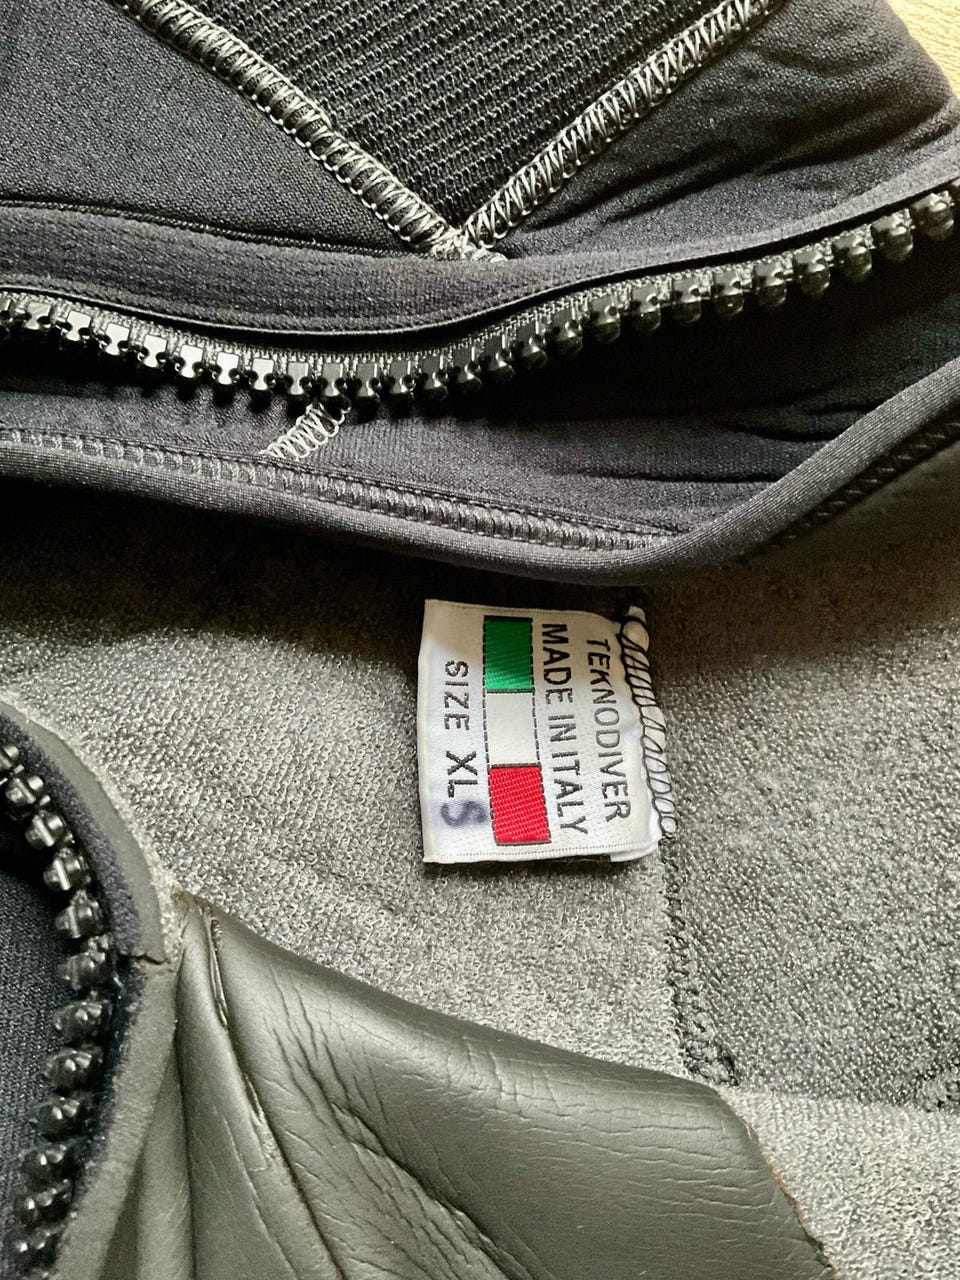 TEKNODIVER
MADE IN ITALY
SIZE XLS